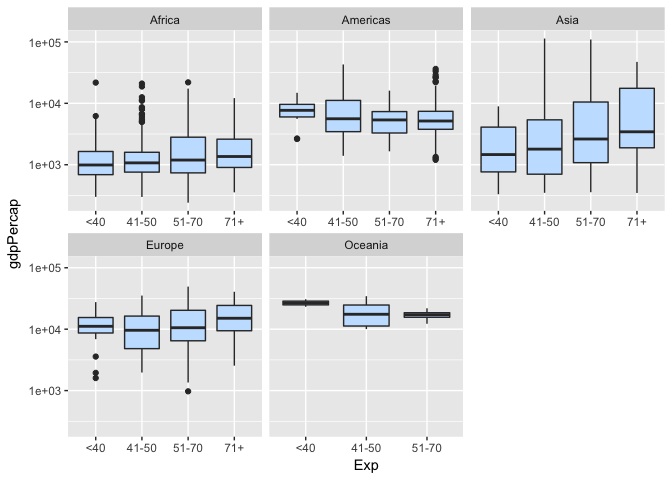 Africa
Americas
Asia
1e+05
1e+04
1e+03
<40 41-50 51-70 71+
<40 41-50 51-70 71+
<40 41-50 51-70 71+
gdpPercap
Europe
Oceania
1e+05
1e+04
1e+03
<40 41-50 51-70 71+
<40 41-50 51-70
Exp